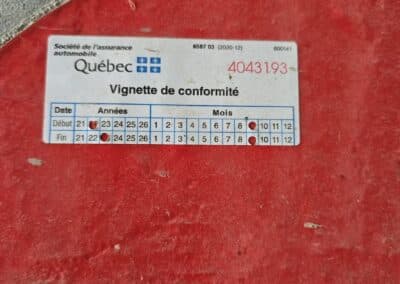 Société de l'assurance 6587 03 (2020-12) 600141
automobile
Québec 4043193
Vignette de conformité
Date Années Mois
Début 21 23 24 25 26 1 2 3 4 5 6 7 8 10 11 12
Fin 21 22 24 25 26 1 2 3 4 5 6 7 8 10 11 12